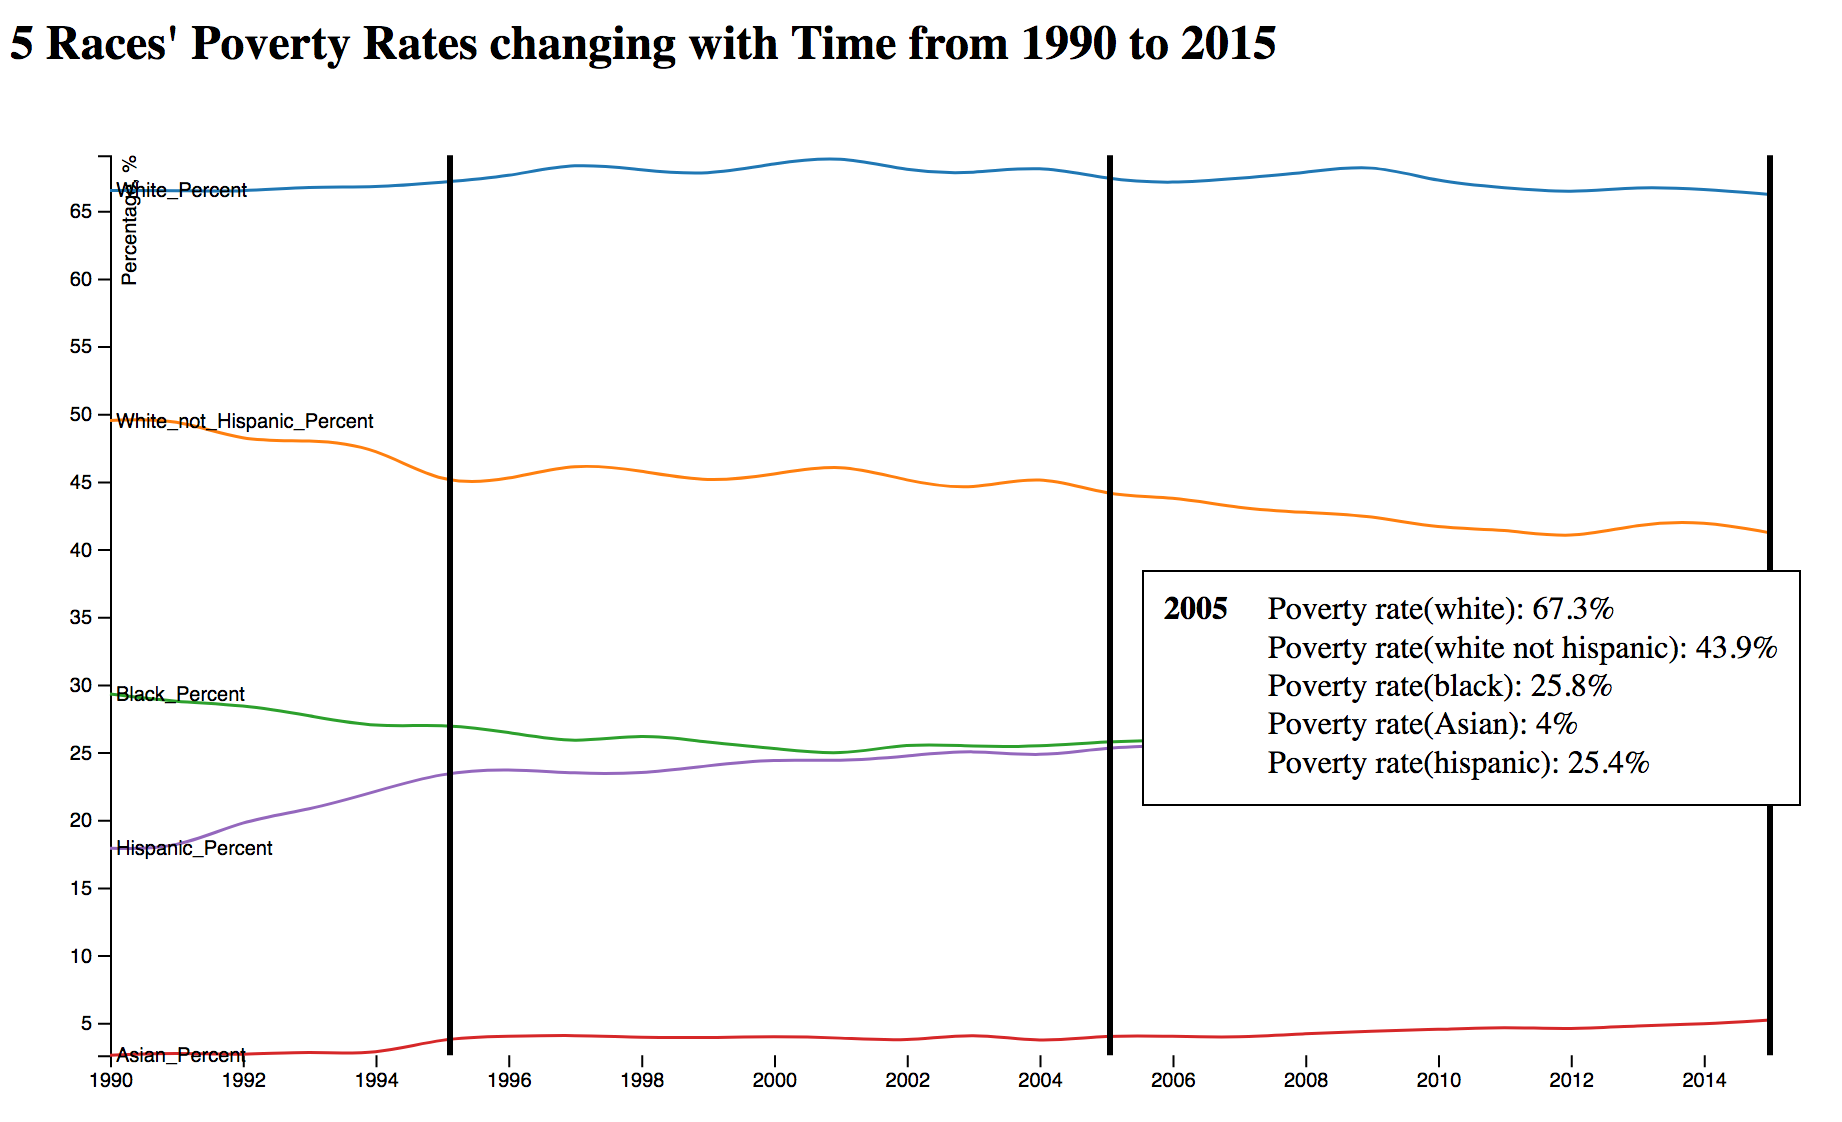 5 Races' Poverty Rates changing with Time from 1990 to 2015
Percentage %
White_Percent
65
60
55
50
White_not_Hispanic_Percent
45
40
35
30
Black_Percent
25
20
Hispanic_Percent
15
10
5
Asian_Percent
2005 Poverty rate(white): 67.3%
Poverty rate(white not hispanic): 43.9%
Poverty rate(black): 25.8%
Poverty rate(Asian): 4%
Poverty rate(hispanic): 25.4%
1990 1992 1994 1996 1998 2000 2002 2004 2006 2008 2010 2012 2014